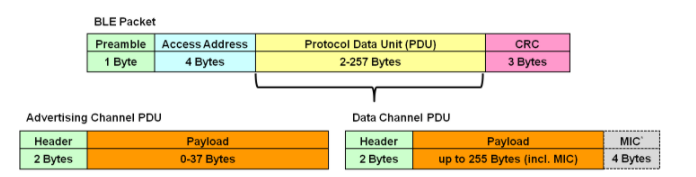 BLE Packet
Preamble Access Address Protocol Data Unit (PDU) CRC
1 Byte 4 Bytes 2-257 Bytes 3 Bytes
Advertising Channel PDU Data Channel PDU
Header Payload Header Payload MIC*
2 Bytes 0-37 Bytes 2 Bytes up to 255 Bytes (incl. MIC) 4 Bytes